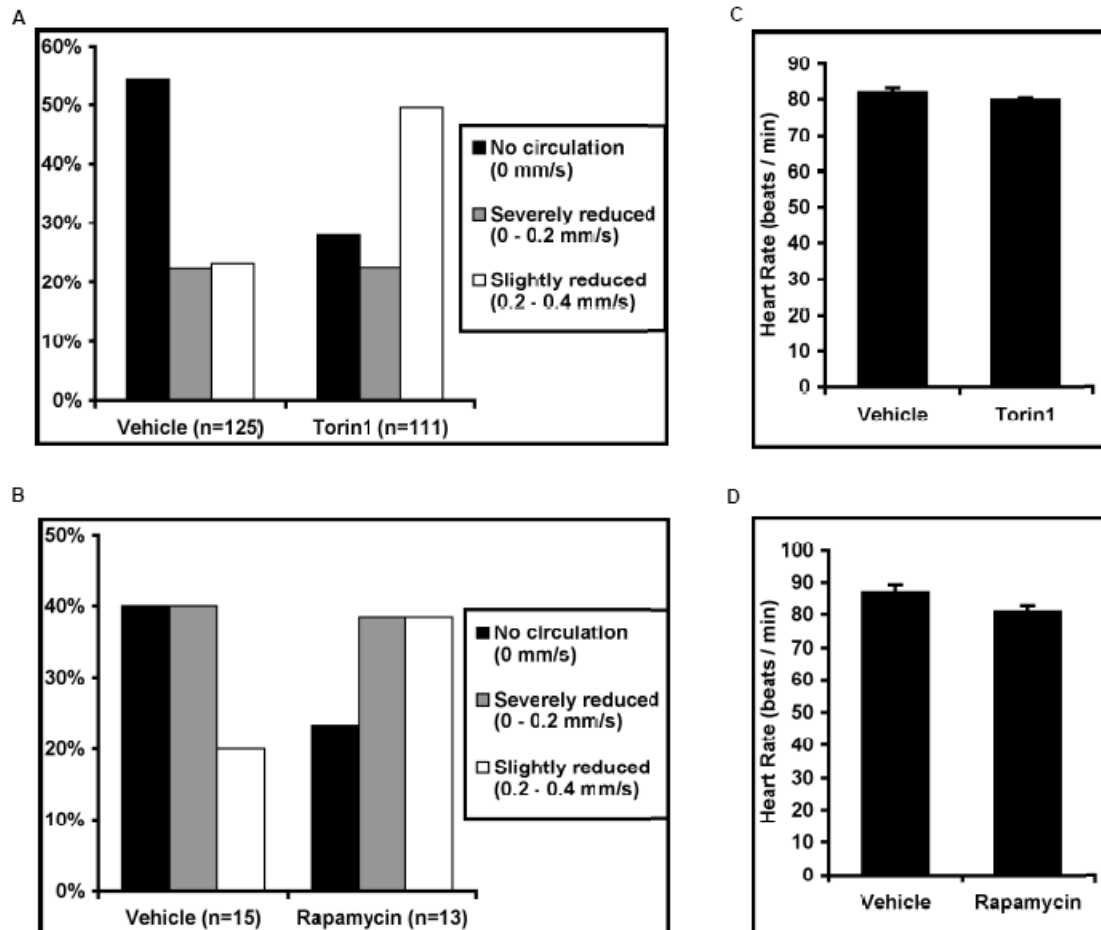 A
60%
50%
40%
30%
20%
10%
0%
Vehicle (n=125)
Torin1 (n=111)
No circulation
(0 mm/s)
Severely reduced
(0 - 0.2 mm/s)
Slightly reduced
(0.2 - 0.4 mm/s)
C
Heart Rate (beats / min)
90
80
70
60
50
40
30
20
10
0
Vehicle
Torin1
B
50%
40%
30%
20%
10%
0%
Vehicle (n=15)
Rapamycin (n=13)
No circulation
(0 mm/s)
Severely reduced
(0 - 0.2 mm/s)
Slightly reduced
(0.2 - 0.4 mm/s)
D
Heart Rate (beats / min)
100
90
80
70
60
50
40
30
20
10
0
Vehicle
Rapamycin